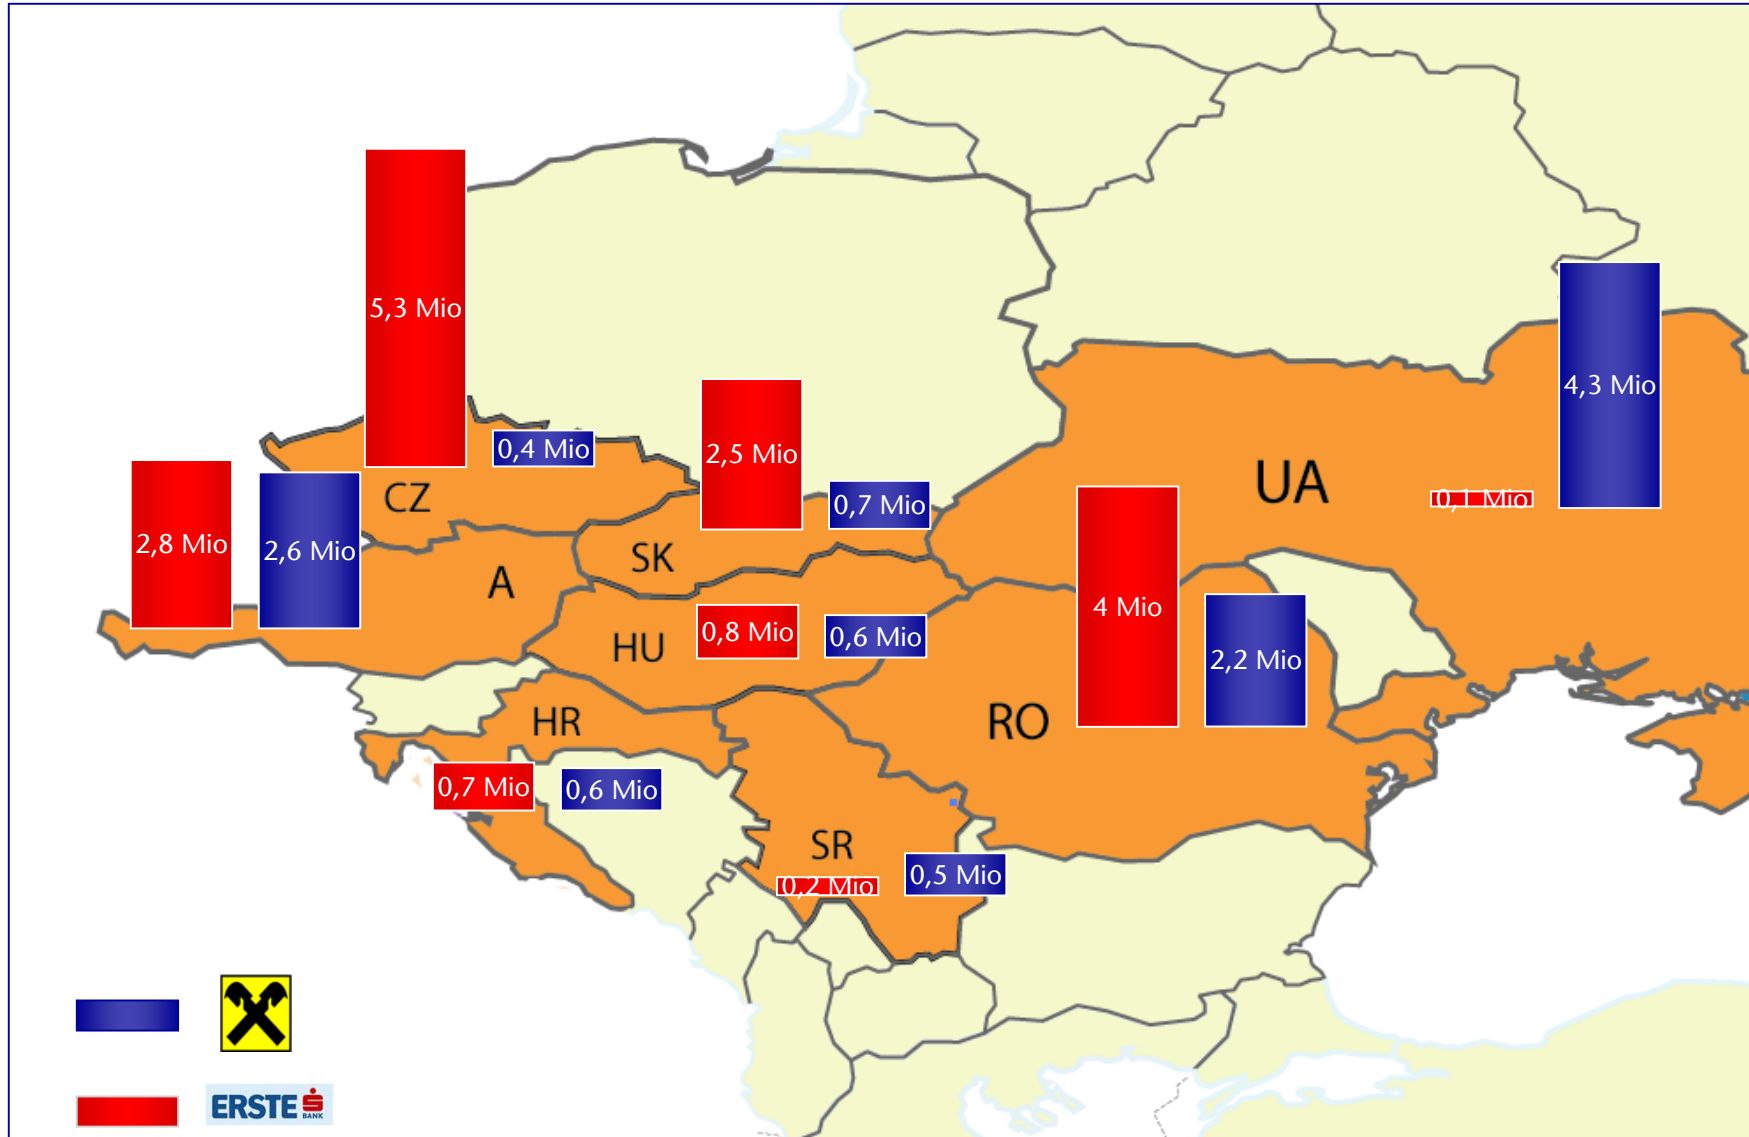 5,3 Mio
4,3 Mio
2,5 Mio
0,4 Mio
UA
CZ
0,7 Mio
0,1 Mio
2,8 Mio
2,6 Mio
SK
A
4 Mio
HU
0,8 Mio
0,6 Mio
2,2 Mio
HR
RO
0,7 Mio
0,6 Mio
SR
0,2 Mio
0,5 Mio
ERSTE
BANK